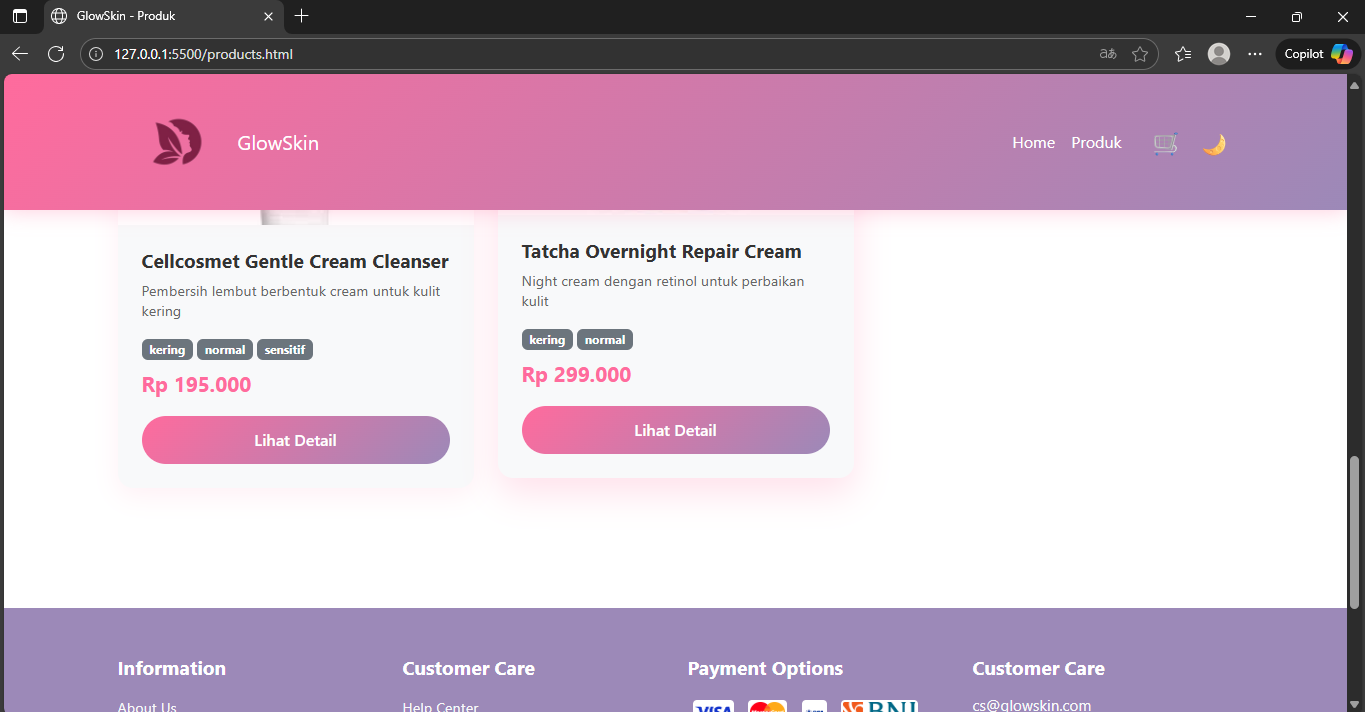 GlowSkin - Produk
127.0.0.1:5500/products.html
aあ
Copilot
GlowSkin
Home Produk
Cellcosmet Gentle Cream Cleanser
Pembersih lembut berbentuk cream untuk kulit
kering
kering normal sensitif
Rp 195.000
Lihat Detail
Tatcha Overnight Repair Cream
Night cream dengan retinol untuk perbaikan
kulit
kering normal
Rp 299.000
Lihat Detail
Information
About Us
Customer Care
Help Center
Payment Options
VISA BNI
Customer Care
cs@glowskin.com